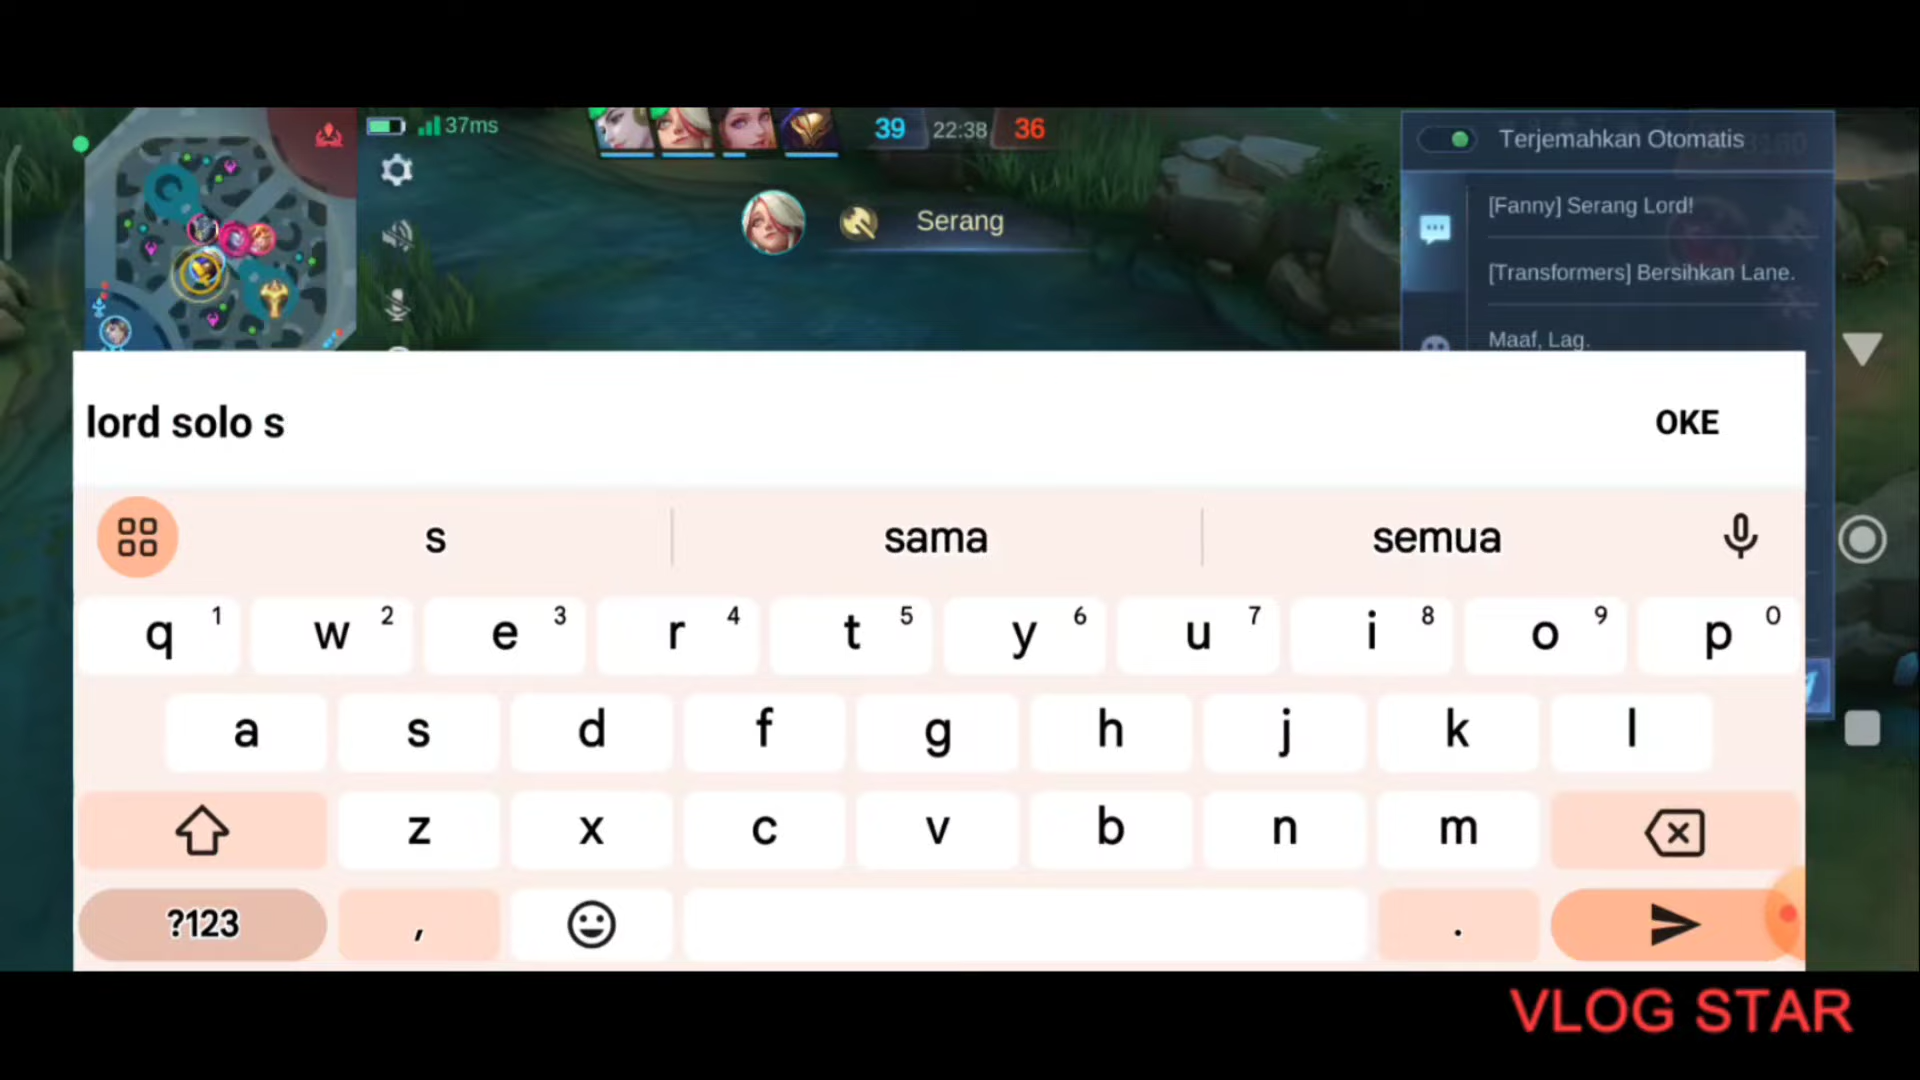 37ms
39 22:38 36
Serang
Terjemahkan Otomatis
[Fanny] Serang Lord!
[Transformers] Bersihkan Lane.
Maaf, Lag.
lord solo s
OKE
s sama semua
q 1 w 2 e 3 r 4 t 5 y 6 u 7 i 8 o 9 p 0
a s d f g h j k l
z x c v b n m
?123 , .
VLOG STAR